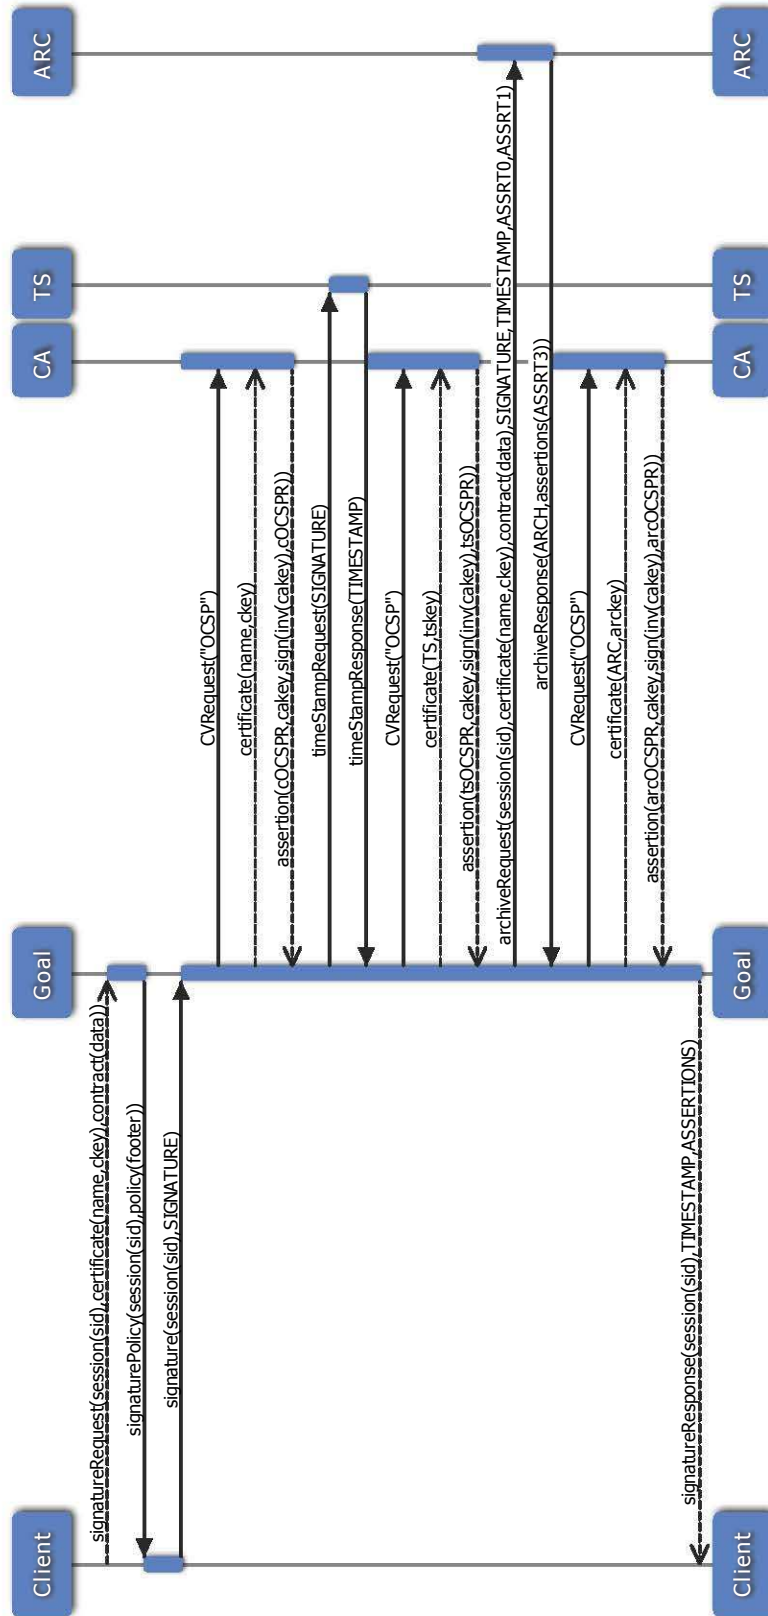 Client
Goal
CA
TS
ARC
signatureRequest(session(sid),certificate(name,ckey),contract(data))
signaturePolicy(session(sid),policy(footer))
signature(session(sid),SIGNATURE)
CVRequest("OCSP")
certificate(name,ckey)
assertion(cOCSPR,cakey,sign(inv(cakey),cOCSPR))
timeStampRequest(SIGNATURE)
timeStampResponse(TIMESTAMP)
CVRequest("OCSP")
certificate(TS,tskey)
assertion(tsOCSPR,cakey,sign(inv(cakey),tsOCSPR))
archiveRequest(session(sid),certificate(name,ckey),contract(data),SIGNATURE,TIMESTAMP,ASSRT0,ASSRT1)
archiveResponse(ARCH,assertions(ASSRT3))
CVRequest("OCSP")
certificate(ARC,arckey)
assertion(arcOCSPR,cakey,sign(inv(cakey),arcOCSPR))
signatureResponse(session(sid),TIMESTAMP,ASSERTIONS)
Client
Goal
CA
TS
ARC